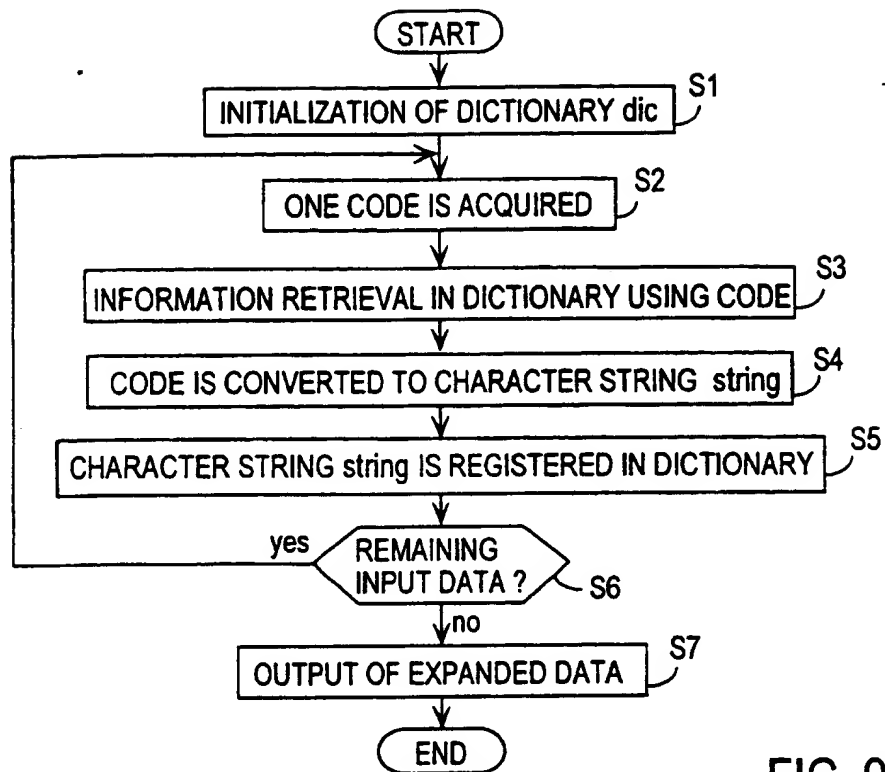 START
S1
INITIALIZATION OF DICTIONARY dic
S2
ONE CODE IS ACQUIRED
S3
INFORMATION RETRIEVAL IN DICTIONARY USING CODE
S4
CODE IS CONVERTED TO CHARACTER STRING string
S5
CHARACTER STRING string IS REGISTERED IN DICTIONARY
yes
REMAINING
INPUT DATA ?
S6
no
S7
OUTPUT OF EXPANDED DATA
END